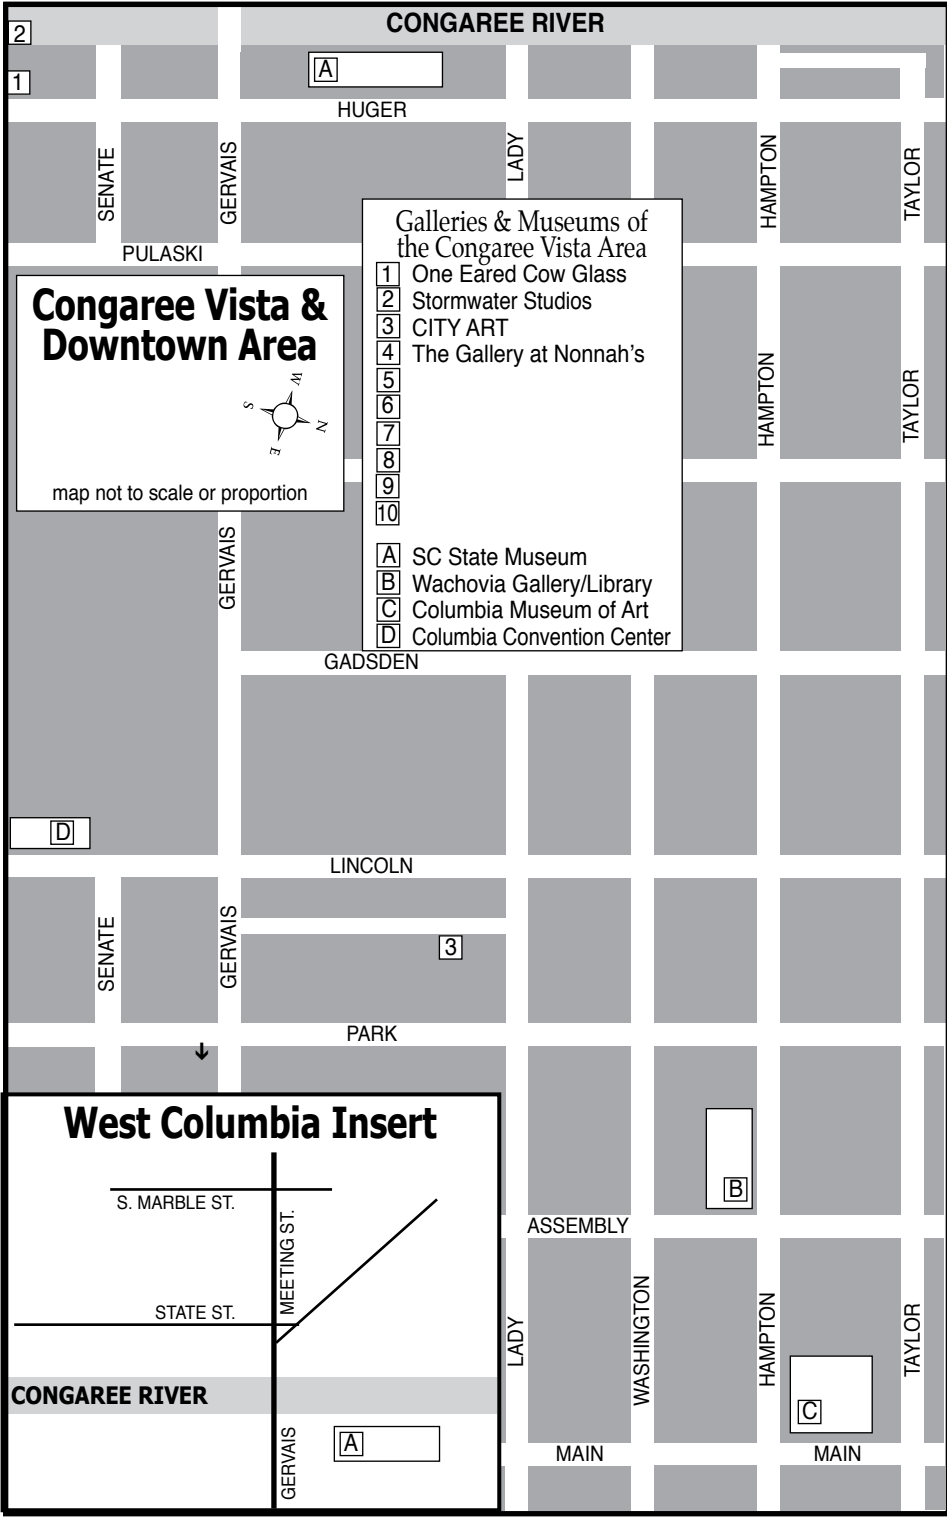 CONGAREE RIVER
2
1
A
HUGER
SENATE
GERVAIS
LADY
HAMPTON
TAYLOR
PULASKI
Galleries & Museums of
the Congaree Vista Area
1 One Eared Cow Glass
2 Stormwater Studios
3 CITY ART
4 The Gallery at Nonnah's
5
6
7
8
9
10
A SC State Museum
B Wachovia Gallery/Library
C Columbia Museum of Art
D Columbia Convention Center
Congaree Vista &
Downtown Area
W
S
N
E
map not to scale or proportion
HAMPTON
TAYLOR
GERVAIS
GADSDEN
D
LINCOLN
SENATE
GERVAIS
3
PARK
B
ASSEMBLY
LADY
WASHINGTON
HAMPTON
TAYLOR
C
MAIN
MAIN
West Columbia Insert
S. MARBLE ST.
MEETING ST.
STATE ST.
CONGAREE RIVER
GERVAIS
A